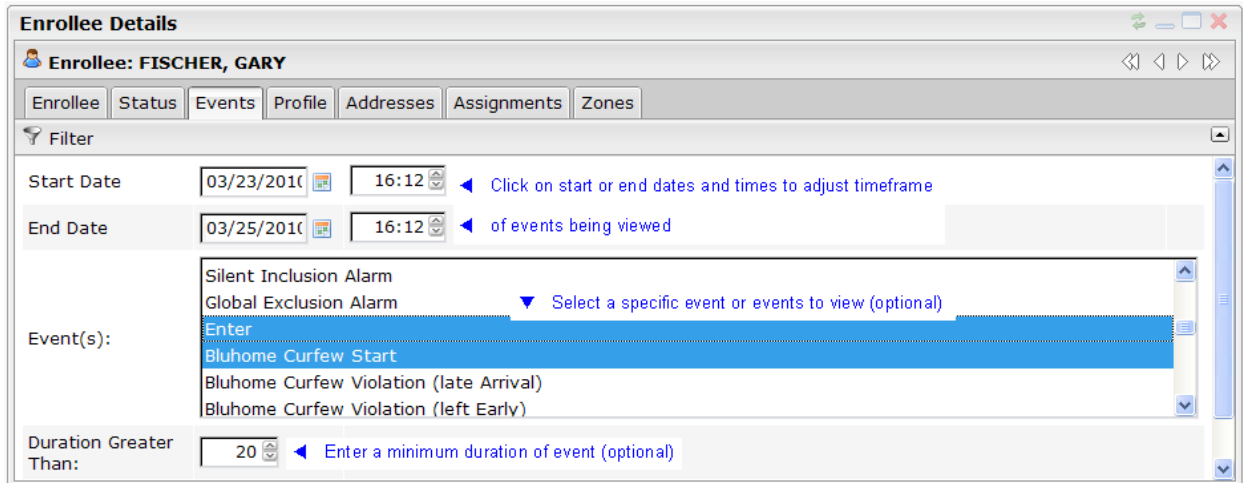 Enrollee Details
Enrollee: FISCHER, GARY
Enrollee Status Events Profile Addresses Assignments Zones
Filter
Start Date 03/23/2010 16:12 Click on start or end dates and times to adjust timeframe
End Date 03/25/2010 16:12 of events being viewed
Silent Inclusion Alarm
Global Exclusion Alarm Select a specific event or events to view (optional)
Event(s): Enter
Bluhome Curfew Start
Bluhome Curfew Violation (late Arrival)
Bluhome Curfew Violation (left Early)
Duration Greater Than: 20 Enter a minimum duration of event (optional)